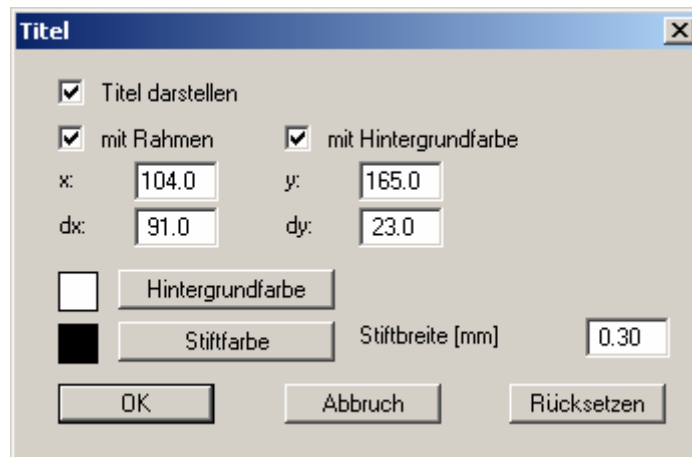 Titel
Titel darstellen
mit Rahmen mit Hintergrundfarbe
x: 104.0 y: 165.0
dx: 91.0 dy: 23.0
Hintergrundfarbe
Stiftfarbe Stiftbreite [mm] 0.30
OK Abbruch Rücksetzen